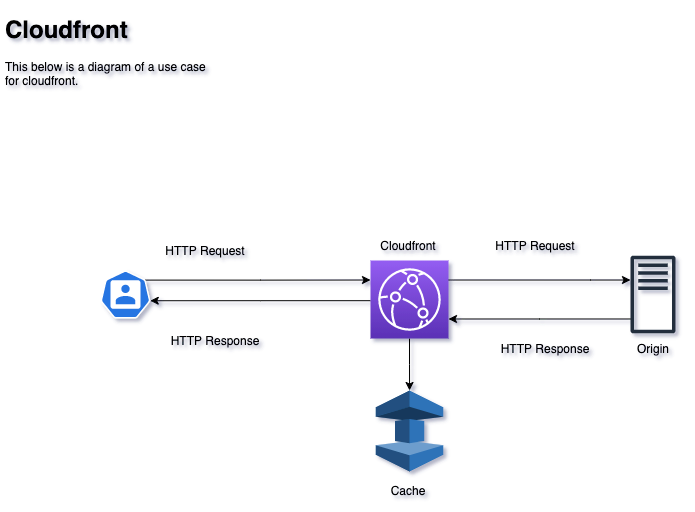 Cloudfront
This below is a diagram of a use case
for cloudfront.
HTTP Request
Cloudfront
HTTP Request
HTTP Response
HTTP Response
Origin
Cache